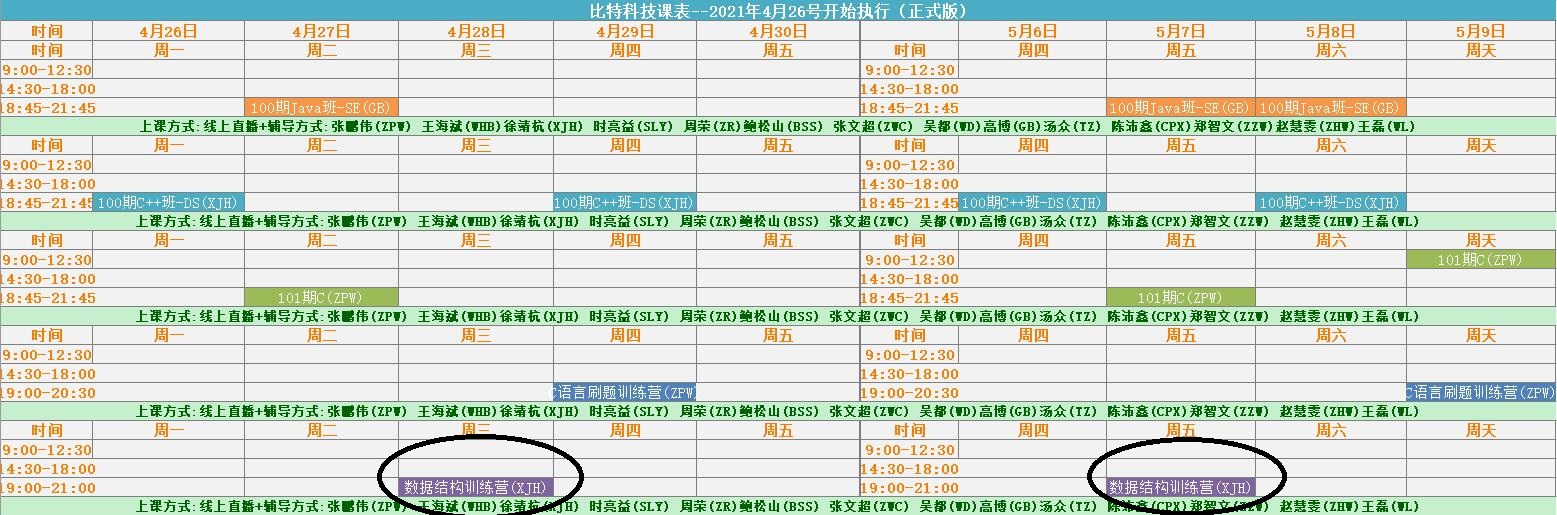 比特科技课表--2021年4月26号开始执行（正式版）
时间 4月26日 4月27日 4月28日 4月29日 4月30日 5月6日 5月7日 5月8日 5月9日
时间 周一 周二 周三 周四 周五 时间 周四 周五 周六 周天
9:00-12:30 9:00-12:30
14:30-18:00 14:30-18:00
18:45-21:45 100期Java班-SE(GB) 18:45-21:45 100期Java班-SE(GB) 100期Java班-SE(GB)
上课方式:线上直播+辅导方式:张鹏伟(ZPW) 王海斌(WHB)徐靖杭(XJH) 时亮益(SLY) 周荣(ZR)鲍松山(BSS) 张文超(ZWC) 吴都(WD)高博(GB)汤众(TZ) 陈沛鑫(CPX)郑智文(ZZW)赵慧雯(ZHW)王磊(WL)
时间 周一 周二 周三 周四 周五 时间 周四 周五 周六 周天
9:00-12:30 9:00-12:30
14:30-18:00 14:30-18:00
18:45-21:45 100期C++班-DS(XJH) 100期C++班-DS(XJH) 18:45-21:45 100期C++班-DS(XJH) 100期C++班-DS(XJH)
上课方式:线上直播+辅导方式:张鹏伟(ZPW) 王海斌(WHB)徐靖杭(XJH) 时亮益(SLY) 周荣(ZR)鲍松山(BSS) 张文超(ZWC) 吴都(WD)高博(GB)汤众(TZ) 陈沛鑫(CPX)郑智文(ZZW) 赵慧雯(ZHW)王磊(WL)
时间 周一 周二 周三 周四 周五 时间 周四 周五 周六 周天
9:00-12:30 9:00-12:30 101期C(ZPW)
14:30-18:00 14:30-18:00
18:45-21:45 101期C(ZPW) 18:45-21:45 101期C(ZPW)
上课方式:线上直播+辅导方式:张鹏伟(ZPW) 王海斌(WHB)徐靖杭(XJH) 时亮益(SLY) 周荣(ZR)鲍松山(BSS) 张文超(ZWC) 吴都(WD)高博(GB)汤众(TZ) 陈沛鑫(CPX)郑智文(ZZW) 赵慧雯(ZHW)王磊(WL)
时间 周一 周二 周三 周四 周五 时间 周四 周五 周六 周天
9:00-12:30 9:00-12:30
14:30-18:00 14:30-18:00
19:00-20:30 C语言刷题训练营(ZPW) 19:00-20:30 C语言刷题训练营(ZPW)
上课方式:线上直播+辅导方式:张鹏伟(ZPW) 王海斌(WHB)徐靖杭(XJH) 时亮益(SLY) 周荣(ZR)鲍松山(BSS) 张文超(ZWC) 吴都(WD)高博(GB)汤众(TZ) 陈沛鑫(CPX)郑智文(ZZW) 赵慧雯(ZHW)王磊(WL)
时间 周一 周二 周三 周四 周五 时间 周四 周五 周六 周天
9:00-12:30 9:00-12:30
14:30-18:00 14:30-18:00
19:00-21:00 数据结构训练营(XJH) 19:00-21:00 数据结构训练营(XJH)
上课方式:线上直播+辅导方式:张鹏伟(ZPW) 王海斌(WHB)徐靖杭(XJH) 时亮益(SLY) 周荣(ZR)鲍松山(BSS) 张文超(ZWC) 吴都(WD)高博(GB)汤众(TZ) 陈沛鑫(CPX)郑智文(ZZW) 赵慧雯(ZHW)王磊(WL)